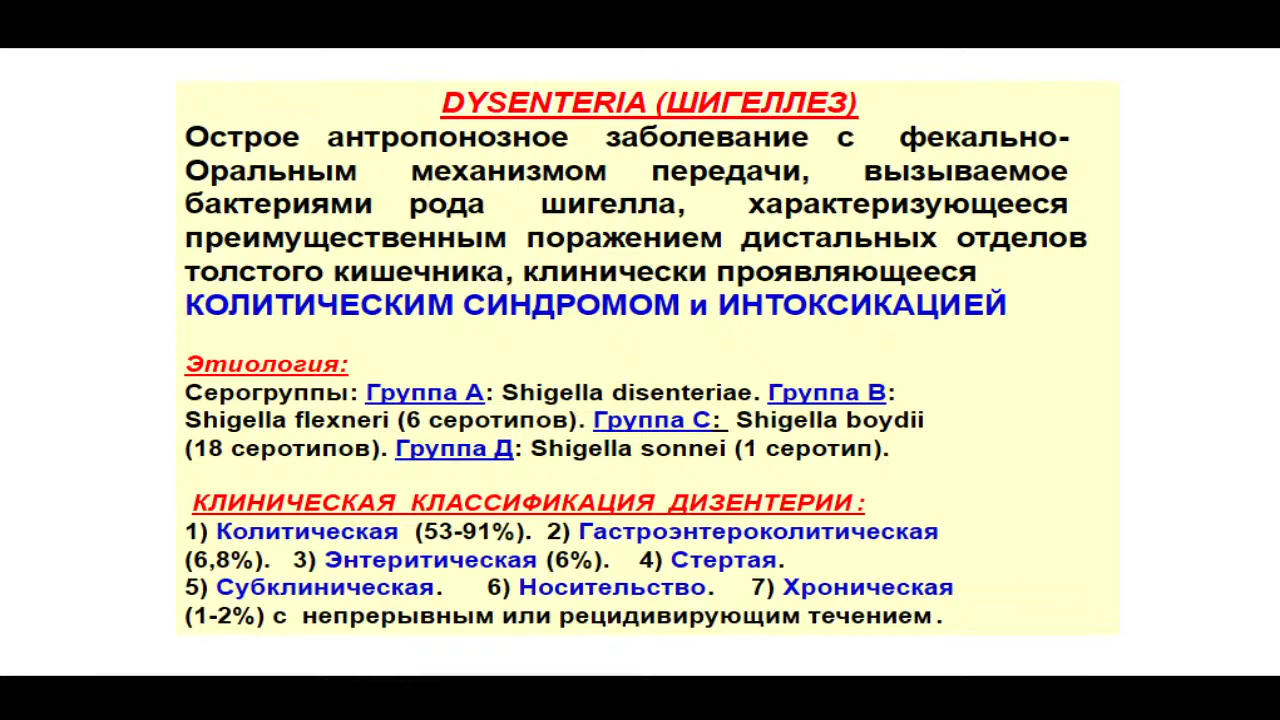 DYSENTERIA (ШИГЕЛЛЕЗ)
Острое антропонозное заболевание с фекально-
Оральным механизмом передачи, вызываемое
бактериями рода шигелла, характеризующееся
преимущественным поражением дистальных отделов
толстого кишечника, клинически проявляющееся
КОЛИТИЧЕСКИМ СИНДРОМОМ и ИНТОКСИКАЦИЕЙ
Этиология:
Серогруппы: Группа А: Shigella disenteriae. Группа В:
Shigella flexneri (6 серотипов). Группа С: Shigella boydii
(18 серотипов). Группа Д: Shigella sonnei (1 серотип).
КЛИНИЧЕСКАЯ КЛАССИФИКАЦИЯ ДИЗЕНТЕРИИ:
1) Колитическая (53-91%). 2) Гастроэнтероколитическая
(6,8%). 3) Энтеритическая (6%). 4) Стертая.
5) Субклиническая. 6) Носительство. 7) Хроническая
(1-2%) с непрерывным или рецидивирующим течением.